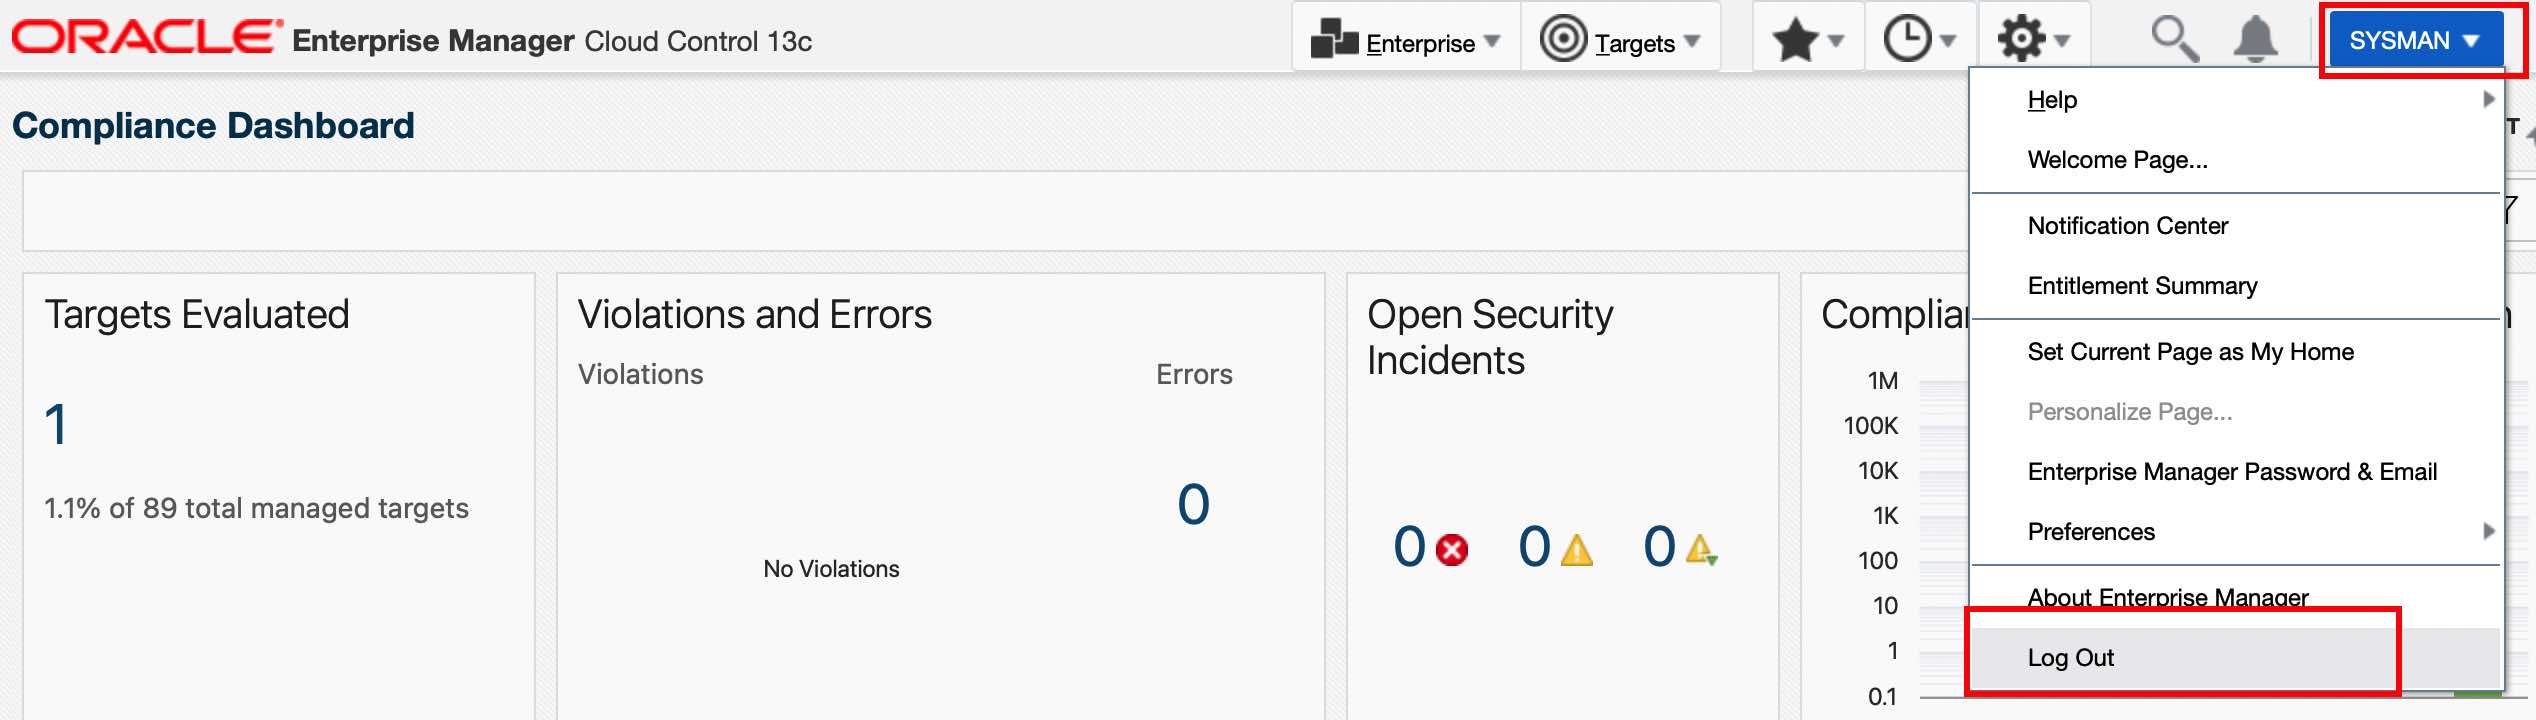 ORACLE Enterprise Manager Cloud Control 13c
Enterprise
Targets
SYSMAN
Compliance Dashboard
Help
Welcome Page...
Notification Center
Entitlement Summary
Set Current Page as My Home
Personalize Page...
Enterprise Manager Password & Email
Preferences
About Enterprise Manager
Log Out
Targets Evaluated
1
1.1% of 89 total managed targets
Violations and Errors
Violations
Errors
0
No Violations
Open Security
Incidents
0
0
0
1M
100K
10K
1K
100
10
1
0.1